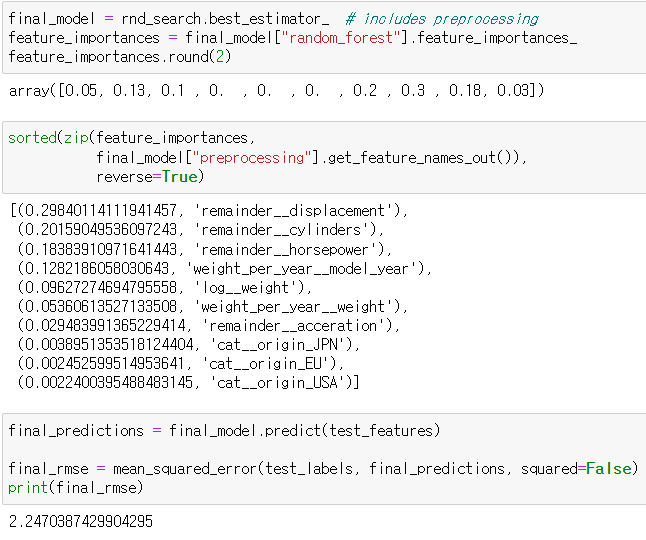 final_model = rnd_search.best_estimator_  # includes preprocessing
feature_importances = final_model["random_forest"].feature_importances_
feature_importances.round(2)
array([0.05, 0.13, 0.1 , 0.  , 0.  , 0.  , 0.2 , 0.3 , 0.18, 0.03])
sorted(zip(feature_importances,
           final_model["preprocessing"].get_feature_names_out()),
           reverse=True)
[(0.29840114111941457, 'remainder__displacement'),
 (0.20159049536097243, 'remainder__cylinders'),
 (0.18383910971641443, 'remainder__horsepower'),
 (0.1282186058030643, 'weight_per_year__model_year'),
 (0.09627274694795558, 'log__weight'),
 (0.05360613527133508, 'weight_per_year__weight'),
 (0.029483991365229414, 'remainder__acceration'),
 (0.0038951353518124404, 'cat__origin_JPN'),
 (0.002452599514953641, 'cat__origin_EU'),
 (0.0022400395488483145, 'cat__origin_USA')]
final_predictions = final_model.predict(test_features)
final_rmse = mean_squared_error(test_labels, final_predictions, squared=False)
print(final_rmse)
2.2470387429904295